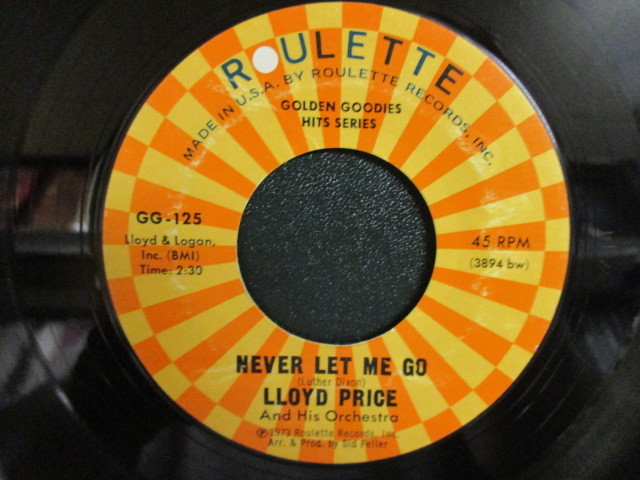 ROULETTE
MADE IN U.S.A. BY ROULETTE RECORDS, INC.
GOLDEN GOODIES
HITS SERIES
GG-125
Lloyd & Logan,
Inc. (BMI)
Time: 2:30
45 RPM
(3894 bw)
NEVER LET ME GO
(Luther Dixon)
LLOYD PRICE
And His Orchestra
℗1973 Roulette Records, Inc.
Arr. & Prod. by Sid Feller